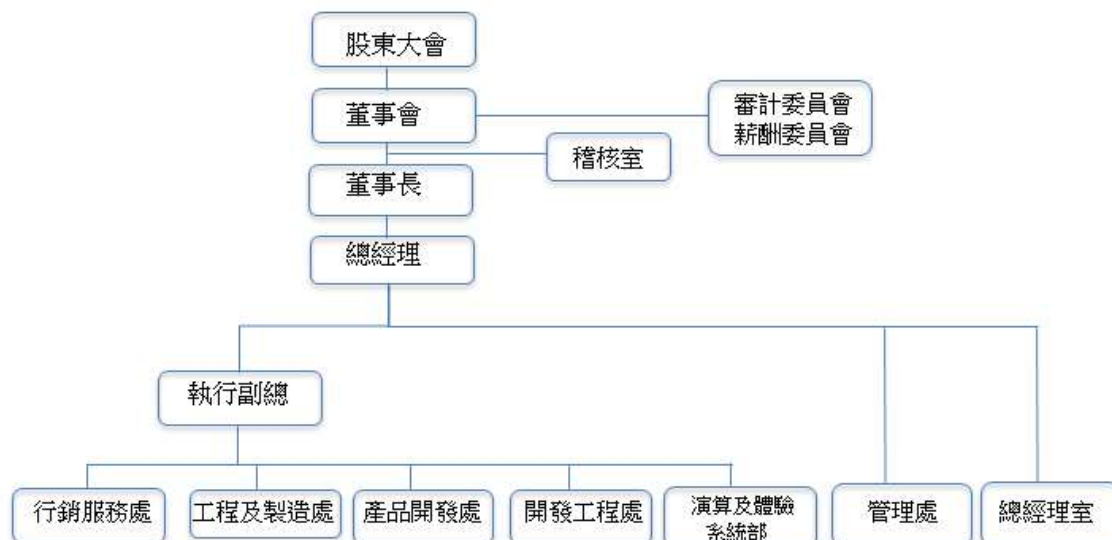 股東大會
董事會
審計委員會
薪酬委員會
稽核室
董事長
總經理
執行副總
行銷服務處
工程及製造處
產品開發處
開發工程處
演算及體驗
系統部
管理處
總經理室